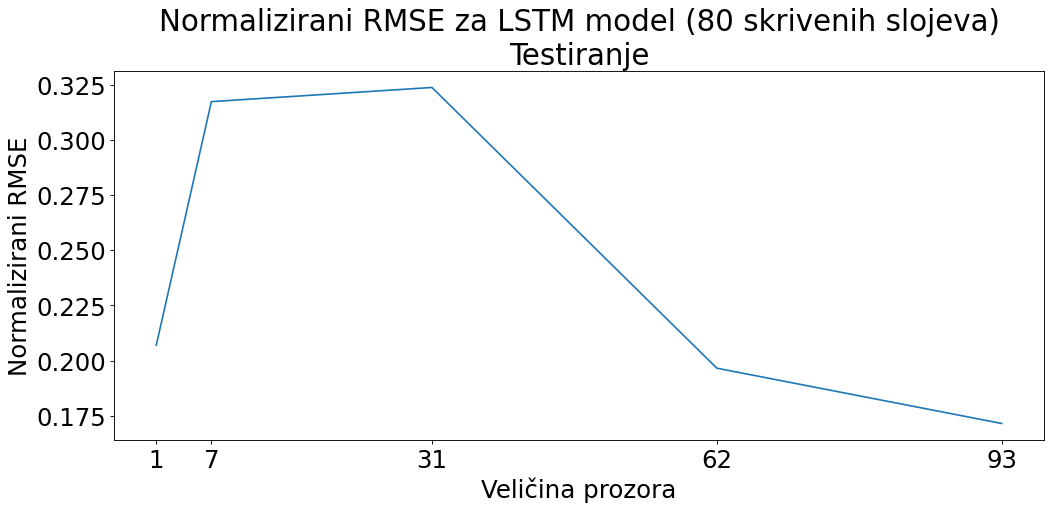 Normalizirani RMSE za LSTM model (80 skrivenih slojeva)
Testiranje
Normalizirani RMSE
0.325
0.300
0.275
0.250
0.225
0.200
0.175
1 7 31 62 93
Veličina prozora